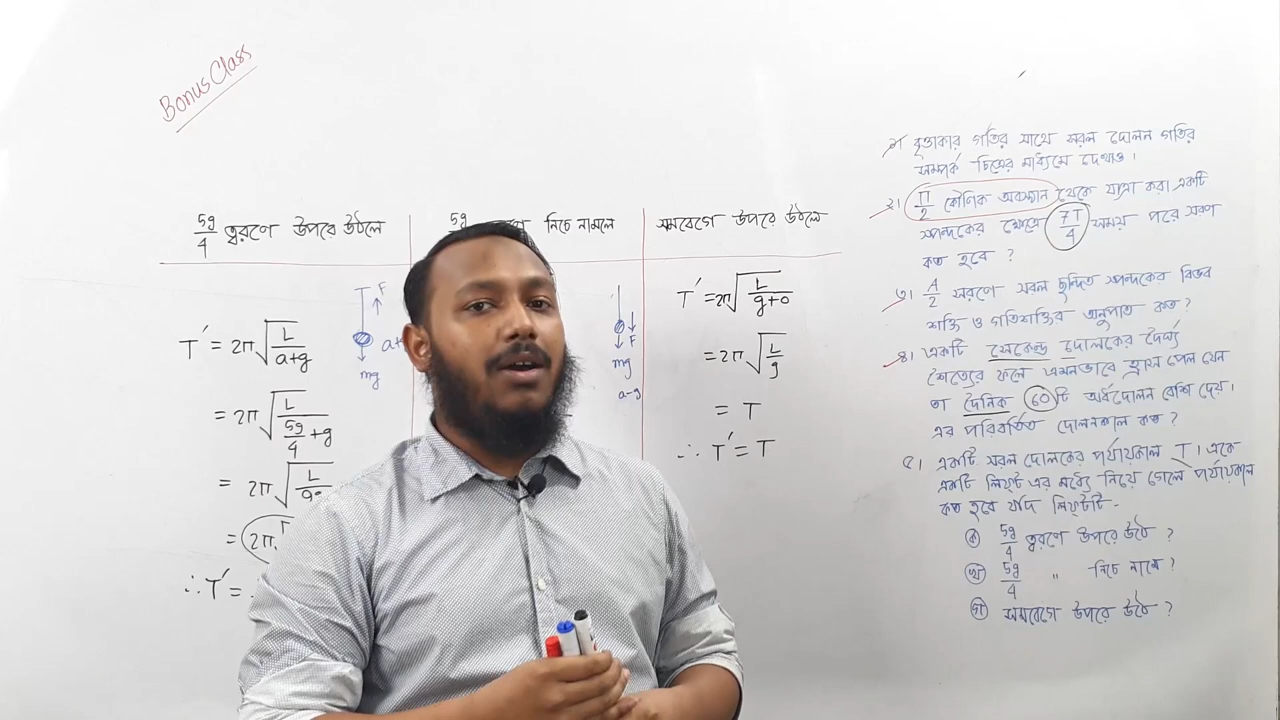 Bonus Class
5g/4 ত্বরণে উপরে উঠলে
T' = 2π√(L/(a+g))
= 2π√(L/(5g/4+g))
= 2π√
= 2π
∴ T' =
F
mg
5g
নিচে নামলে
F
mg
a-g
সমবেগে উপরে উঠলে
T' = 2π√(L/(g+0))
= 2π√(L/g)
= T
∴ T' = T
১। বৃত্তাকার গতির সাথে সরল দোলন গতির
সম্পর্ক চিত্রের মাধ্যমে দেখাও।
২। π/2 কৌণিক অবস্থান থেকে যাত্রা করা একটি
স্পন্দকের ক্ষেত্রে 7T/4 সময় পরে সরণ
কত হবে ?
৩। A/2 সরণে সরল ছন্দিত স্পন্দকের বিভব
শক্তি ও গতিশক্তির অনুপাত কত?
৪। একটি সেকেন্ড দোলকের দৈর্ঘ্য
শৈত্যের ফলে এমনভাবে হ্রাস পেল যেন
তা দৈনিক 60টি অর্ধদোলন বেশি দেয়।
এর পরিবর্তিত দোলনকাল কত ?
৫। একটি সরল দোলকের পর্যায়কাল T। একে
একটি লিফ্ট এর মধ্যে নিয়ে গেলে পর্যায়কাল
কত হবে যদি লিফ্টটি -
ক 5g/4 ত্বরণে উপরে উঠে ?
খ 5g/4 " নিচে নামে ?
গ সমবেগে উপরে উঠে ?